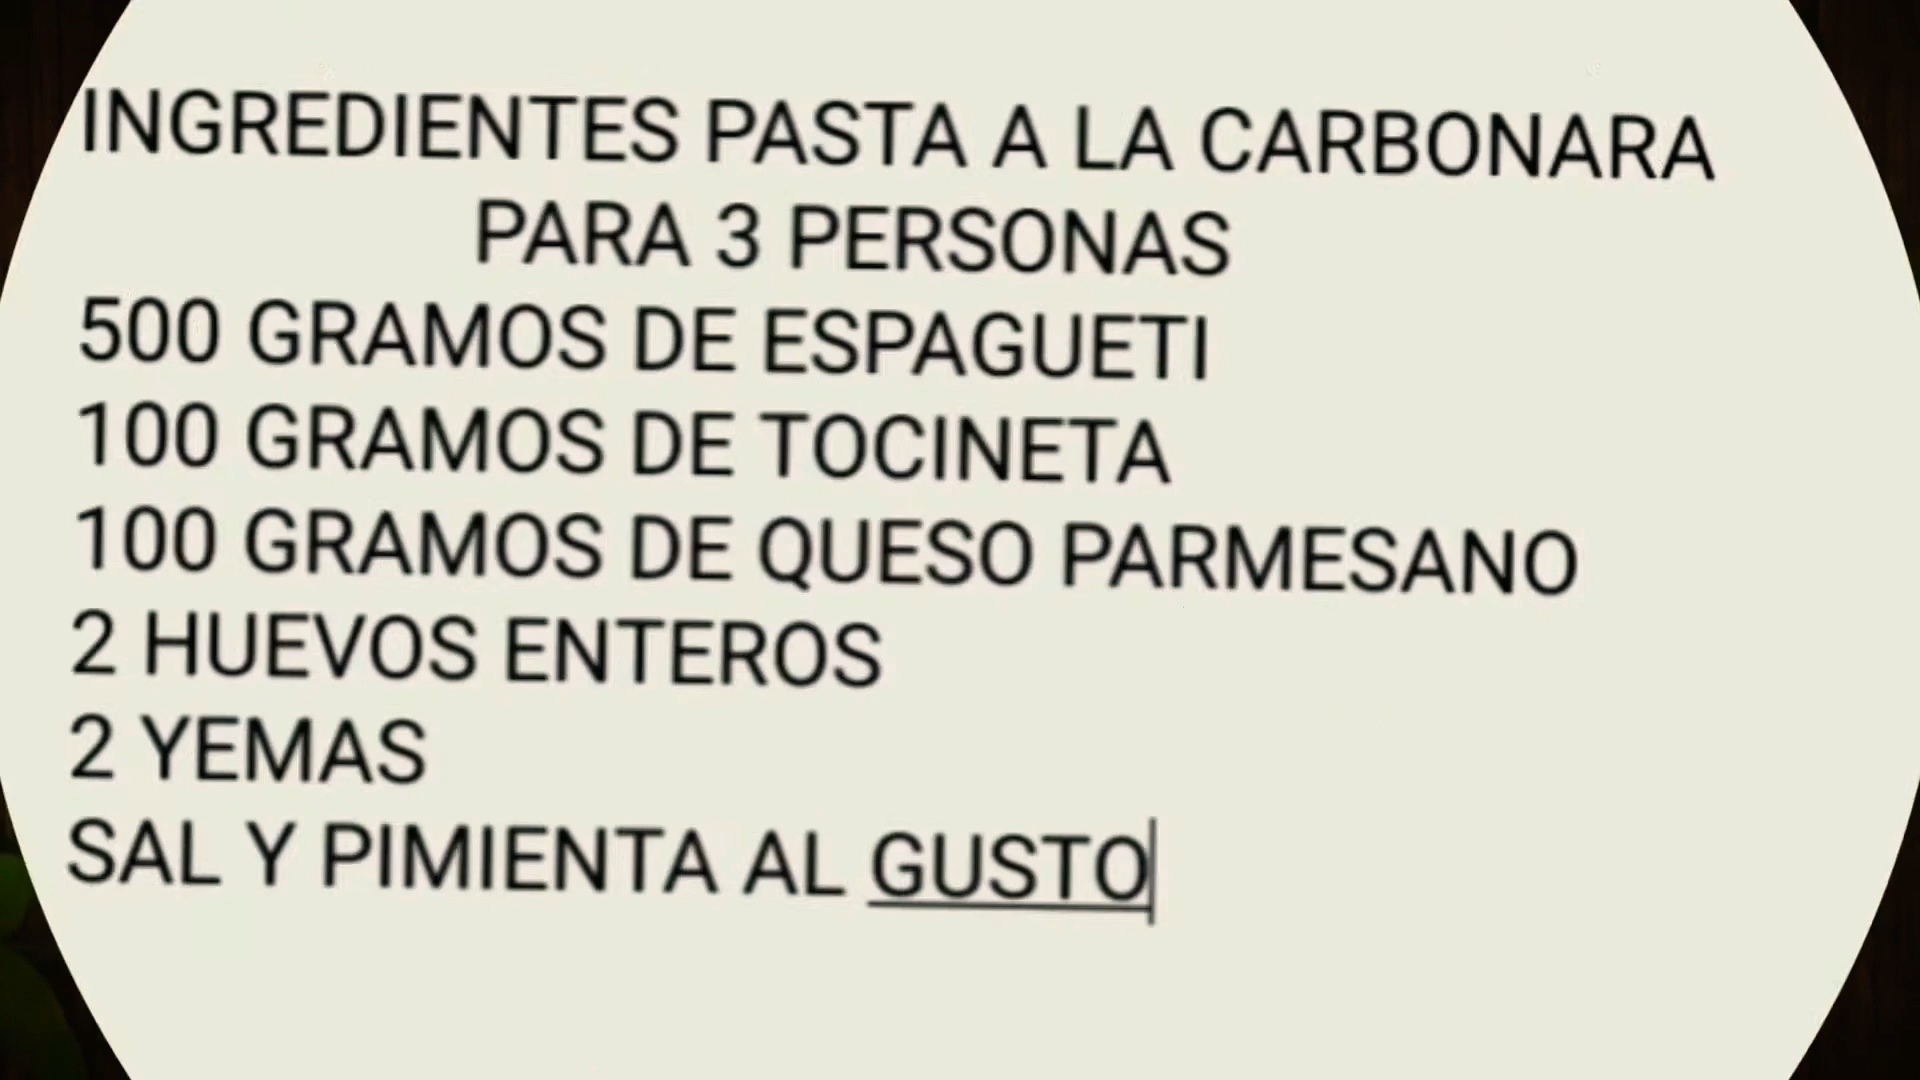 INGREDIENTES PASTA A LA CARBONARA
PARA 3 PERSONAS
500 GRAMOS DE ESPAGUETI
100 GRAMOS DE TOCINETA
100 GRAMOS DE QUESO PARMESANO
2 HUEVOS ENTEROS
2 YEMAS
SAL Y PIMIENTA AL GUSTO